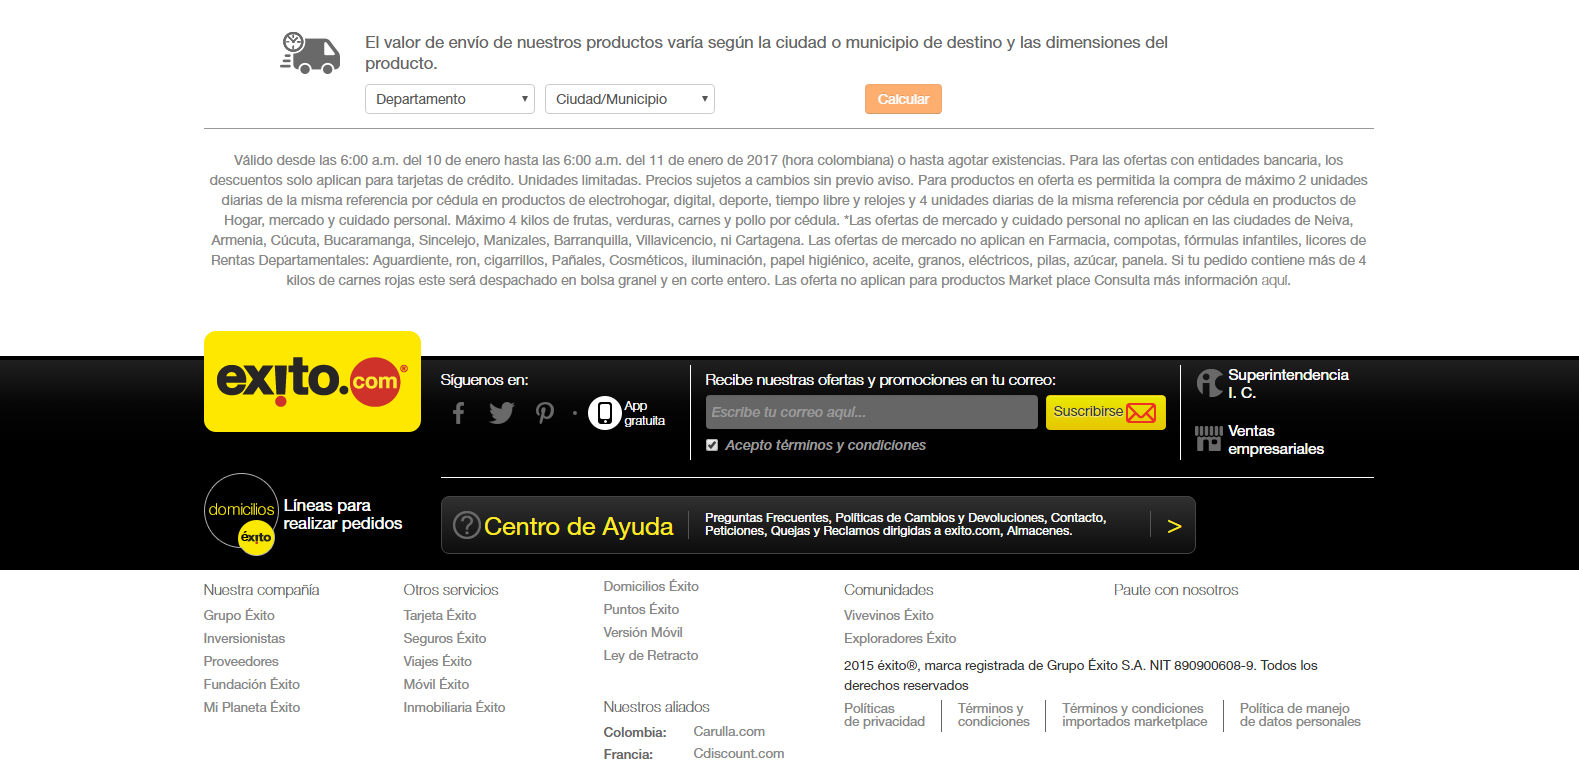 El valor de envío de nuestros productos varía según la ciudad o municipio de destino y las dimensiones del
producto.
Departamento
Ciudad/Municipio
Calcular
Válido desde las 6:00 a.m. del 10 de enero hasta las 6:00 a.m. del 11 de enero de 2017 (hora colombiana) o hasta agotar existencias. Para las ofertas con entidades bancaria, los
descuentos solo aplican para tarjetas de crédito. Unidades limitadas. Precios sujetos a cambios sin previo aviso. Para productos en oferta es permitida la compra de máximo 2 unidades
diarias de la misma referencia por cédula en productos de electrohogar, digital, deporte, tiempo libre y relojes y 4 unidades diarias de la misma referencia por cédula en productos de
Hogar, mercado y cuidado personal. Máximo 4 kilos de frutas, verduras, carnes y pollo por cédula. *Las ofertas de mercado y cuidado personal no aplican en las ciudades de Neiva,
Armenia, Cúcuta, Bucaramanga, Sincelejo, Manizales, Barranquilla, Villavicencio, ni Cartagena. Las ofertas de mercado no aplican en Farmacia, compotas, fórmulas infantiles, licores de
Rentas Departamentales: Aguardiente, ron, cigarrillos, Pañales, Cosméticos, iluminación, papel higiénico, aceite, granos, eléctricos, pilas, azúcar, panela. Si tu pedido contiene más de 4
kilos de carnes rojas este será despachado en bolsa granel y en corte entero. Las oferta no aplican para productos Market place Consulta más información aquí.
exito.com®
Síguenos en:
App
gratuita
Recibe nuestras ofertas y promociones en tu correo:
Escribe tu correo aquí...
Suscribirse
Acepto términos y condiciones
Superintendencia
I. C.
Ventas
empresariales
domicilios
éxito
Líneas para
realizar pedidos
Centro de Ayuda
Preguntas Frecuentes, Políticas de Cambios y Devoluciones, Contacto,
Peticiones, Quejas y Reclamos dirigidas a exito.com, Almacenes.
>
Nuestra compañía
Grupo Éxito
Inversionistas
Proveedores
Fundación Éxito
Mi Planeta Éxito
Otros servicios
Tarjeta Éxito
Seguros Éxito
Viajes Éxito
Móvil Éxito
Inmobiliaria Éxito
Domicilios Éxito
Puntos Éxito
Versión Móvil
Ley de Retracto
Nuestros aliados
Colombia: Carulla.com
Francia: Cdiscount.com
Comunidades
Vivevinos Éxito
Exploradores Éxito
Paute con nosotros
2015 éxito®, marca registrada de Grupo Éxito S.A. NIT 890900608-9. Todos los
derechos reservados
Políticas
de privacidad
Términos y
condiciones
Términos y condiciones
importados marketplace
Política de manejo
de datos personales